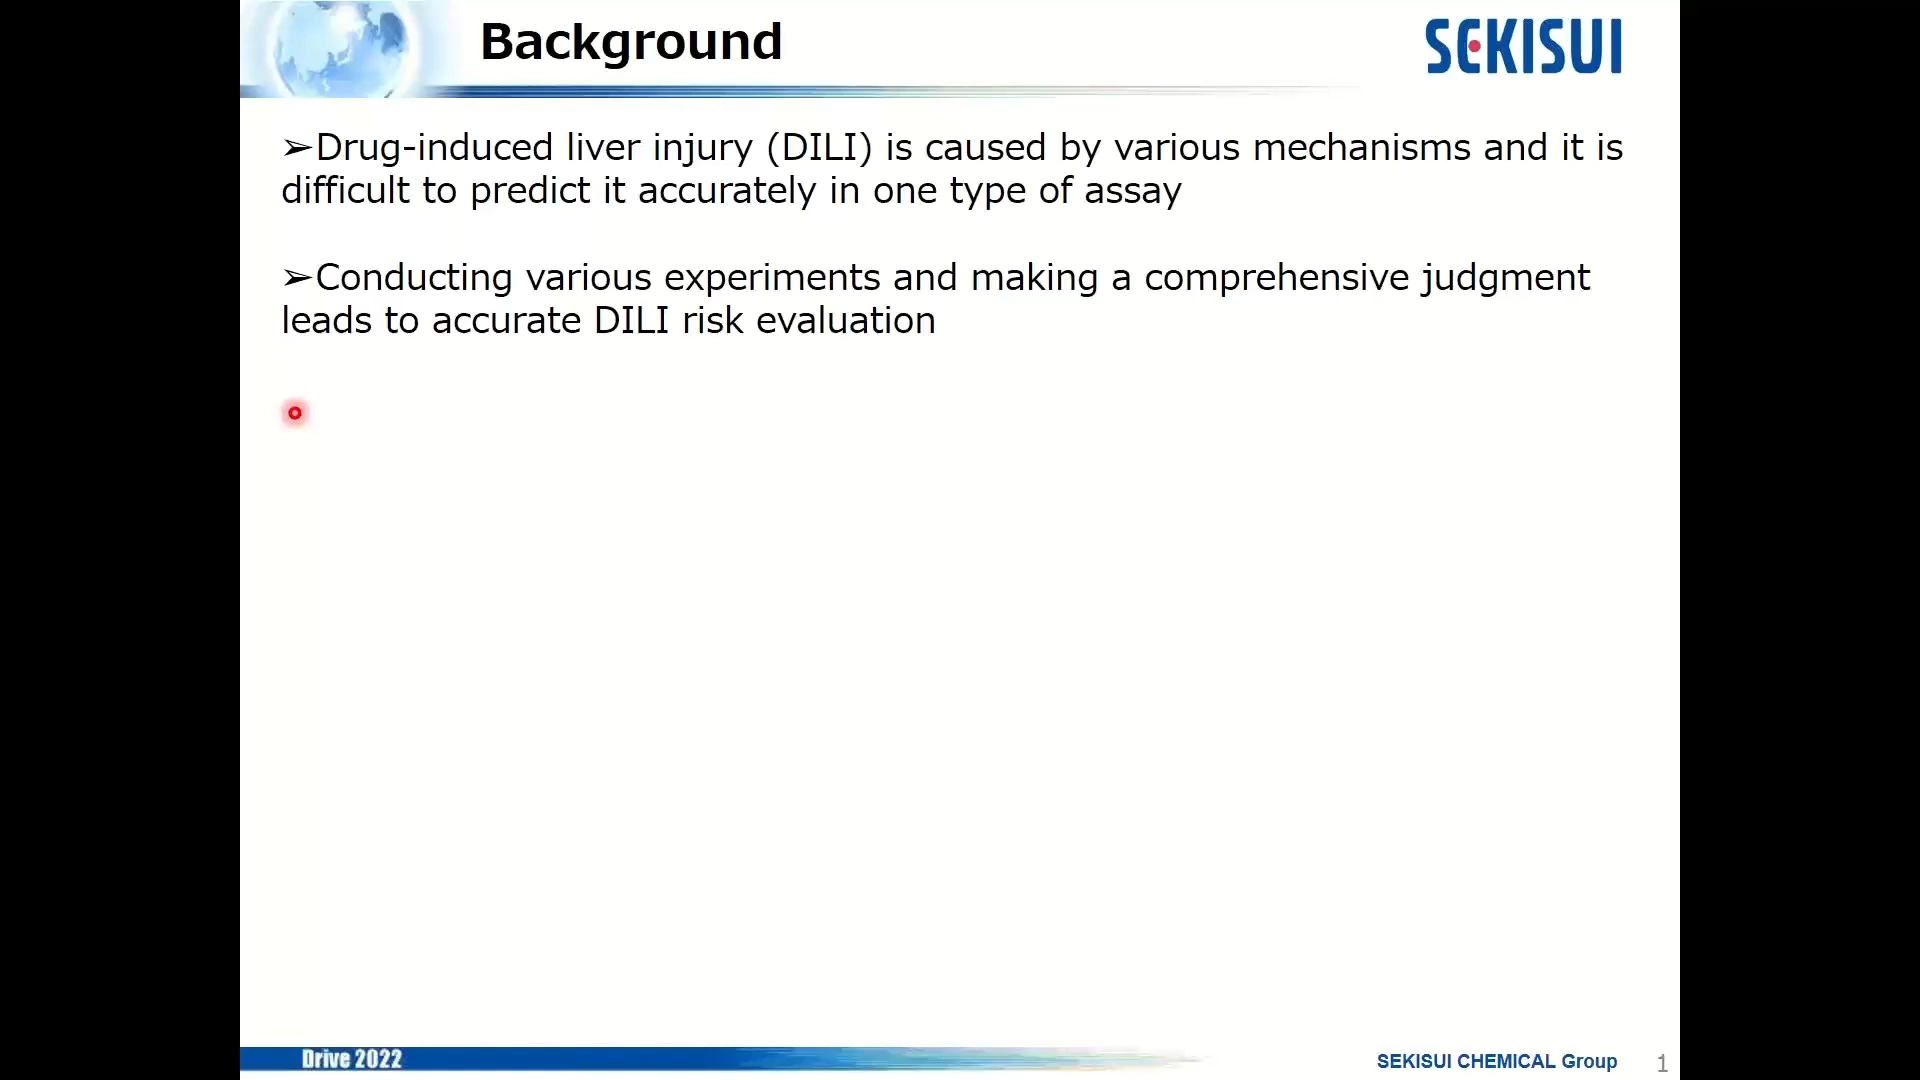 Background
SEKISUI
➢Drug-induced liver injury (DILI) is caused by various mechanisms and it is
difficult to predict it accurately in one type of assay
➢Conducting various experiments and making a comprehensive judgment
leads to accurate DILI risk evaluation
Drive 2022
SEKISUI CHEMICAL Group
1